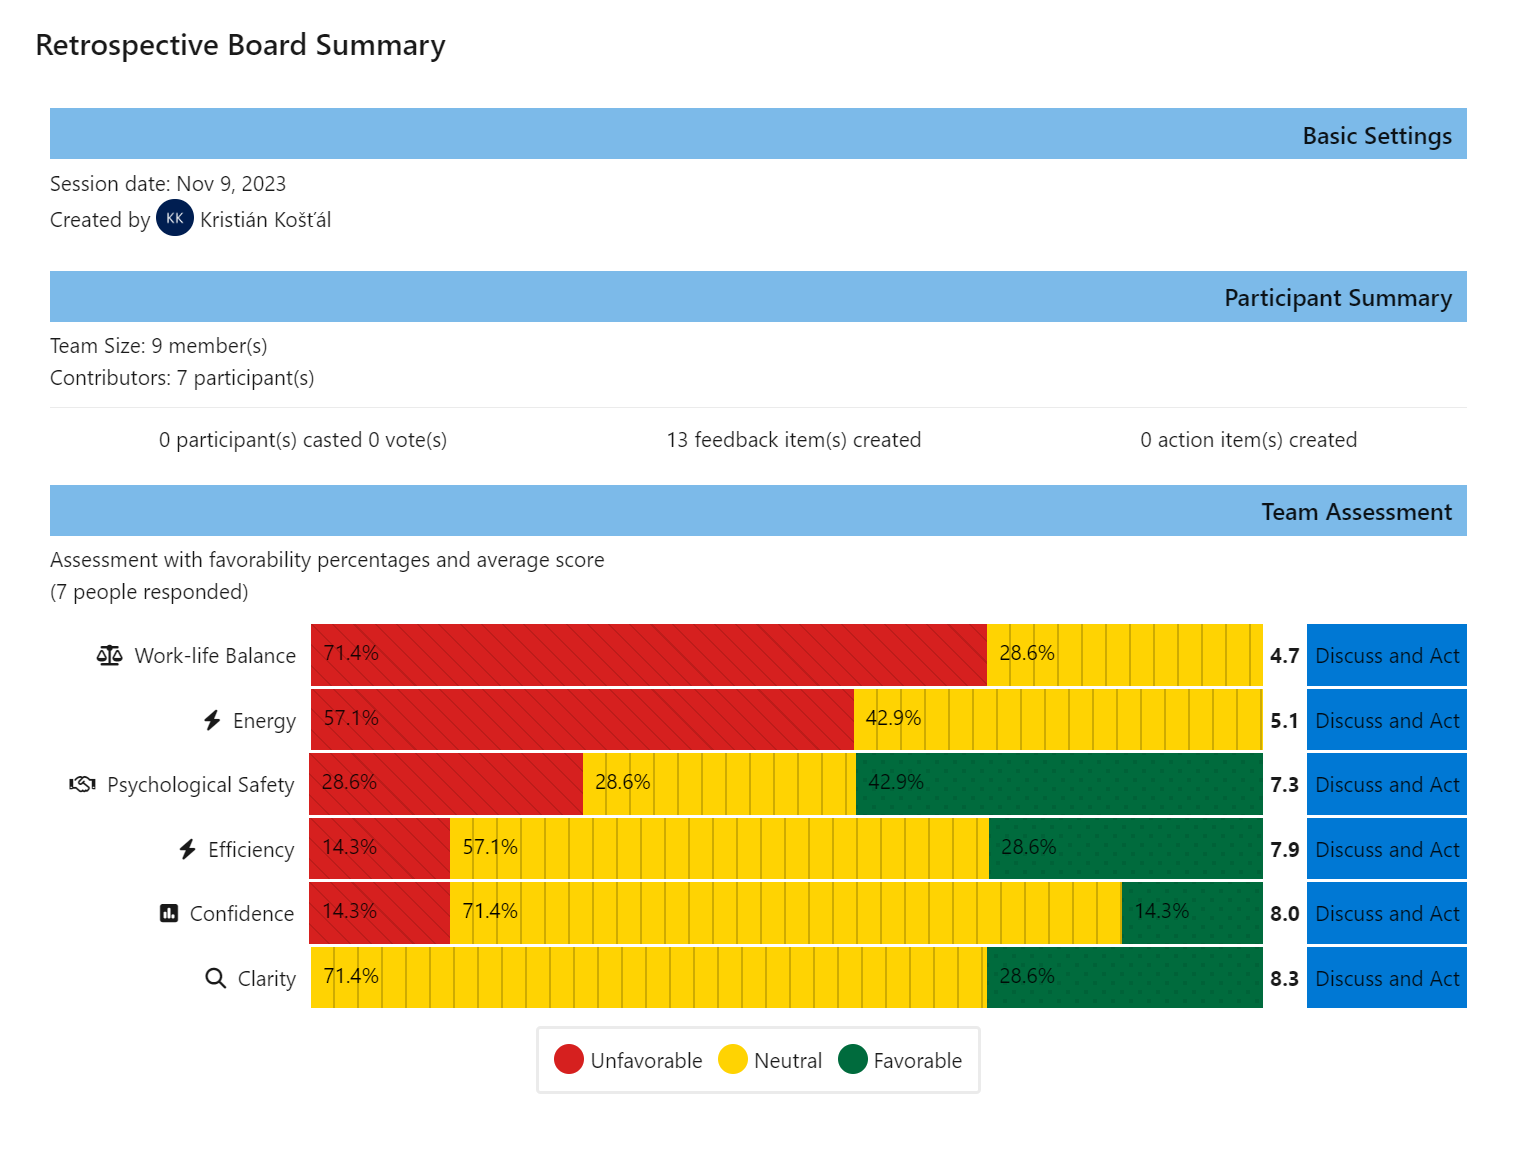 Retrospective Board Summary
Basic Settings
Session date: Nov 9, 2023
Created by KK Kristián Košťál
Participant Summary
Team Size: 9 member(s)
Contributors: 7 participant(s)
0 participant(s) casted 0 vote(s) 13 feedback item(s) created 0 action item(s) created
Team Assessment
Assessment with favorability percentages and average score
(7 people responded)
Work-life Balance 71.4% 28.6% 4.7 Discuss and Act
Energy 57.1% 42.9% 5.1 Discuss and Act
Psychological Safety 28.6% 28.6% 42.9% 7.3 Discuss and Act
Efficiency 14.3% 57.1% 28.6% 7.9 Discuss and Act
Confidence 14.3% 71.4% 14.3% 8.0 Discuss and Act
Clarity 71.4% 28.6% 8.3 Discuss and Act
Unfavorable Neutral Favorable